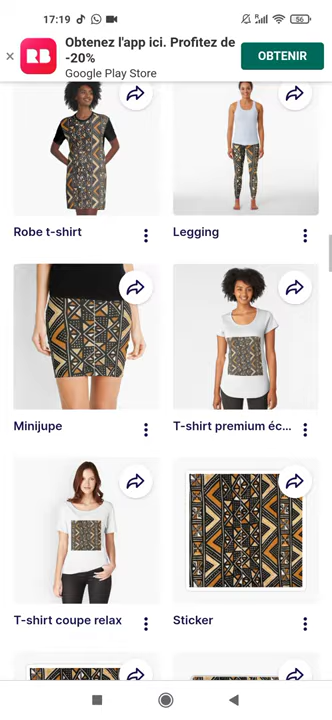 17:19
56
Obtenez l'app ici. Profitez de
-20%
Google Play Store
OBTENIR
RB
Robe t-shirt
Legging
Minijupe
T-shirt premium éc...
T-shirt coupe relax
Sticker